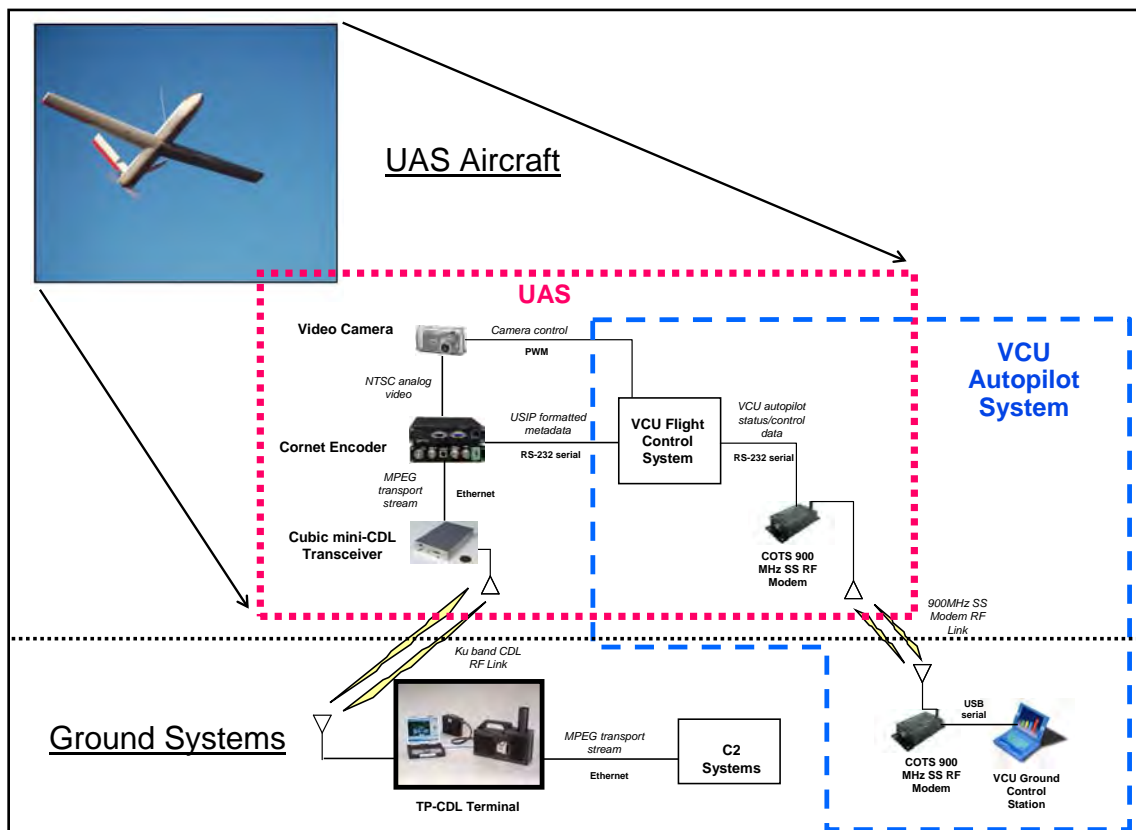 UAS Aircraft
UAS
Video Camera
Camera control
PWM
VCU
Autopilot
System
NTSC analog
video
USIP formatted
metadata
VCU Flight
Control
System
VCU autopilot
status/control
data
Cornet Encoder
RS-232 serial
RS-232 serial
MPEG
transport
stream
Ethernet
Cubic mini-CDL
Transceiver
COTS 900
MHz SS RF
Modem
900MHz SS
Modem RF
Link
Ku band CDL
RF Link
Ground Systems
MPEG transport
stream
Ethernet
C2
Systems
USB
serial
COTS 900
MHz SS RF
Modem
VCU Ground
Control
Station
TP-CDL Terminal